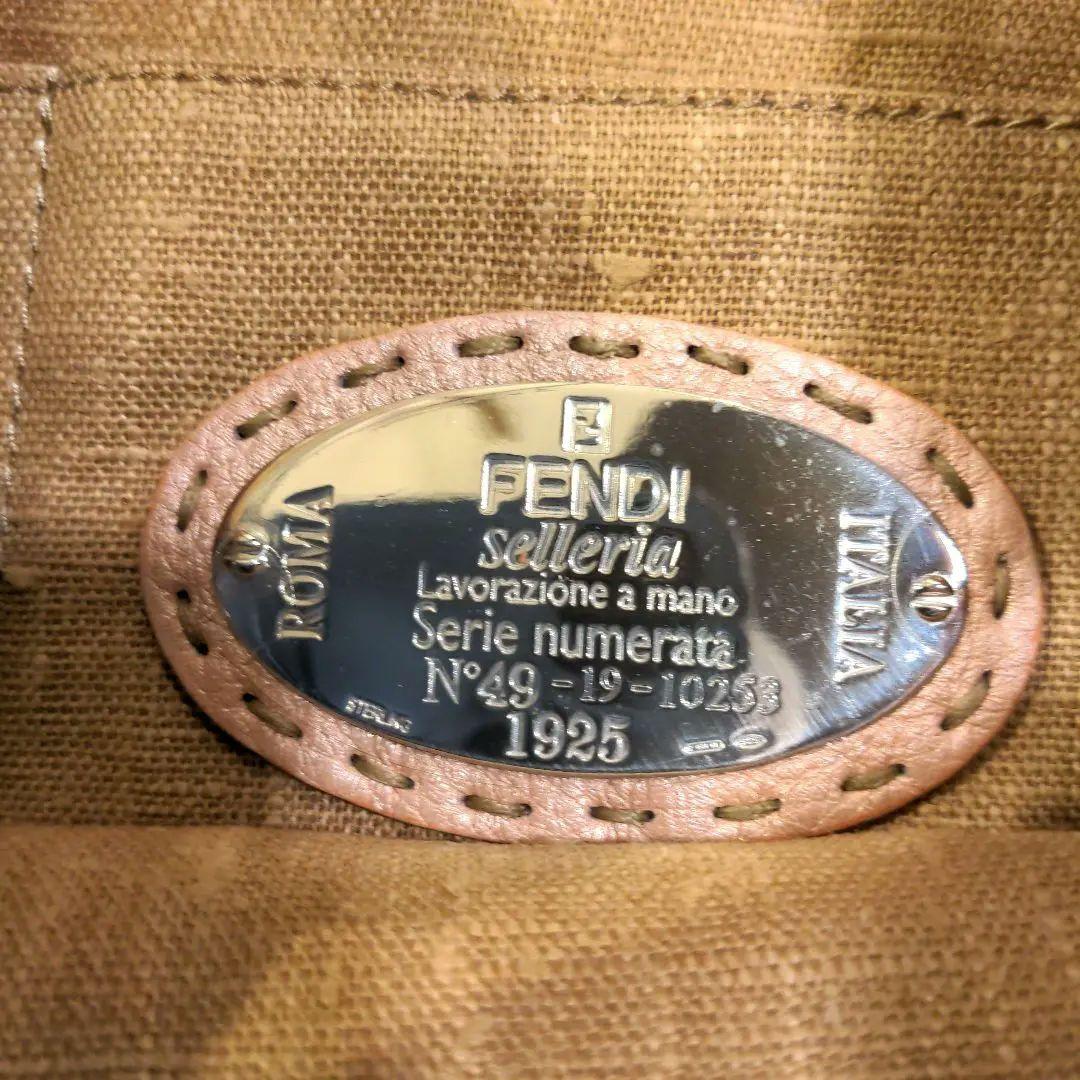 FENDI
selleria
Lavorazione a mano
Serie numerata
N°49-19-10253
1925
ROMA
ITALIA
STERLING